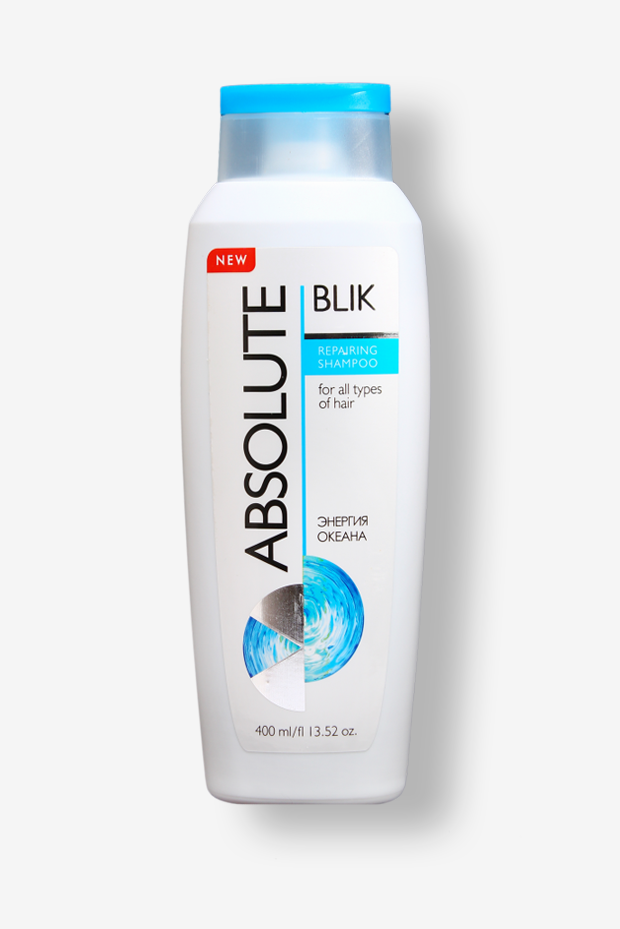 NEW
ABSOLUTE
BLIK
REPAIRING
SHAMPOO
for all types
of hair
ЭНЕРГИЯ
ОКЕАНА
400 ml/fl 13.52 oz.